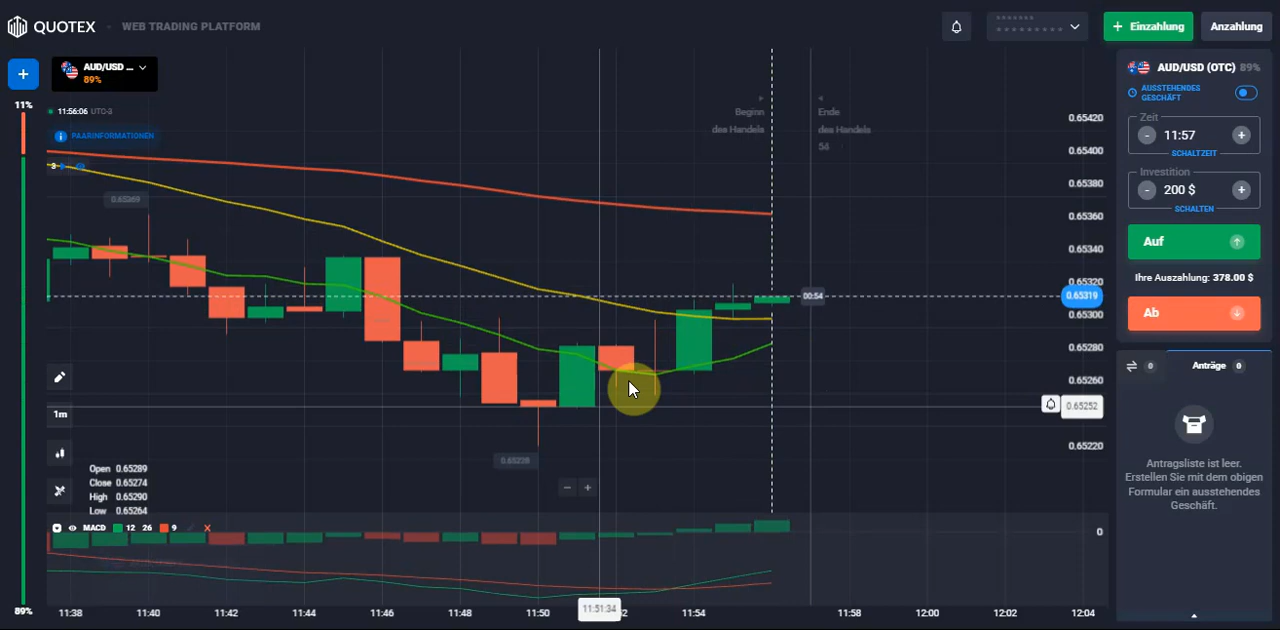 QUOTEX
WEB TRADING PLATFORM
Einzahlung
Anzahlung
AUD/USD ...
89%
11%
11:56:06 UTC-3
PAARINFORMATIONEN
3
0.65369
Beginn
des Handels
Ende
des Handels
54
0.65420
0.65400
0.65380
0.65360
0.65340
0.65320
0.65319
0.65300
0.65280
0.65260
0.65252
0.65220
00:54
0.65228
1m
Open 0.65289
Close 0.65274
High 0.65290
Low 0.65264
MACD 12 26 9
0
89%
11:38
11:40
11:42
11:44
11:46
11:48
11:50
11:51:34
11:54
11:58
12:00
12:02
12:04
AUD/USD (OTC) 89%
AUSSTEHENDES
GESCHÄFT
Zeit
- 11:57 +
SCHALTZEIT
Investition
- 200 $ +
SCHALTEN
Auf
Ihre Auszahlung: 378.00 $
Ab
0
Anträge 0
Antragsliste ist leer.
Erstellen Sie mit dem obigen
Formular ein ausstehendes
Geschäft.